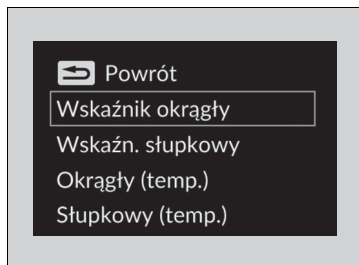 Powrót
Wskaźnik okrągły
Wskaźn. słupkowy
Okrągły (temp.)
Słupkowy (temp.)